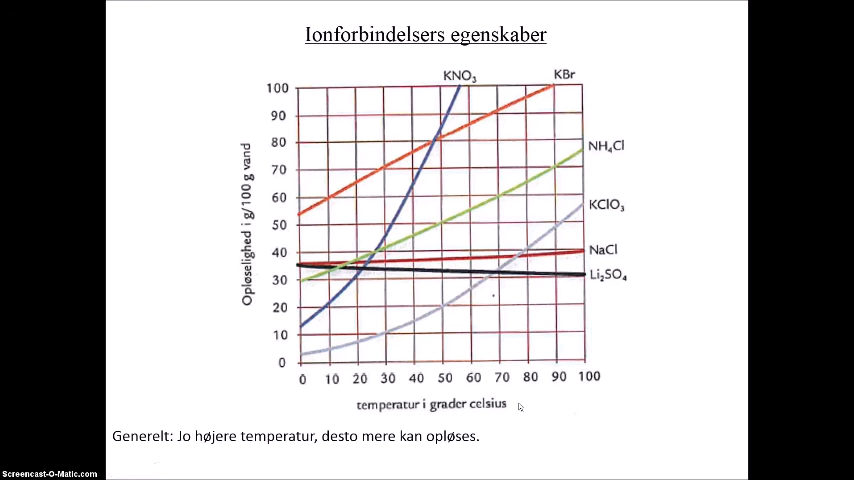 Ionforbindelsers egenskaber
KNO₃
KBr
100
90
80
70
60
50
40
30
20
10
0
Opløselighed i g/100 g vand
NH₄Cl
KClO₃
NaCl
Li₂SO₄
0 10 20 30 40 50 60 70 80 90 100
temperatur i grader celsius
Generelt: Jo højere temperatur, desto mere kan opløses.
Screencast-O-Matic.com